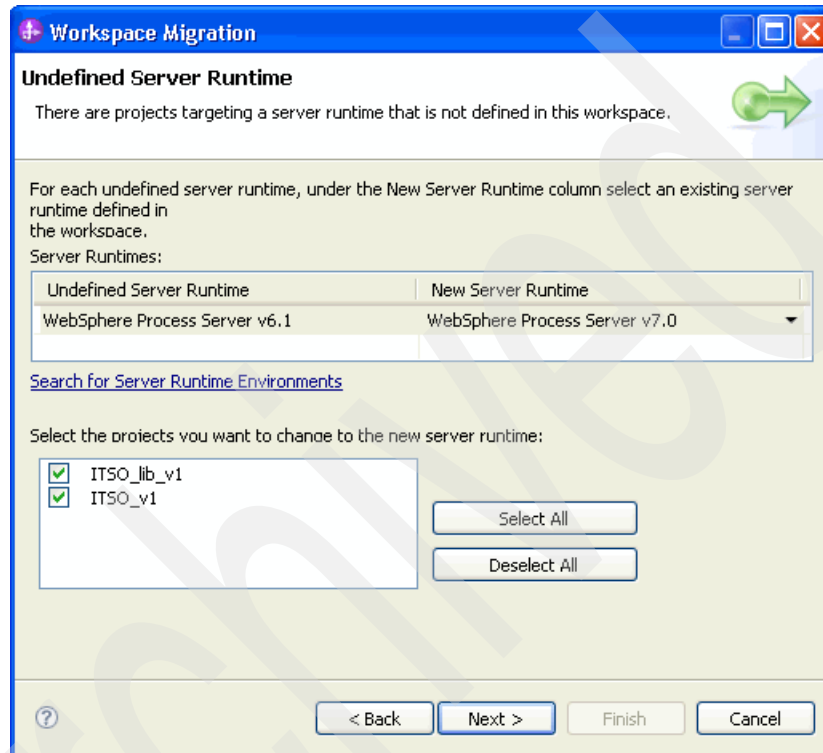 Workspace Migration
Undefined Server Runtime
There are projects targeting a server runtime that is not defined in this workspace.
For each undefined server runtime, under the New Server Runtime column select an existing server
runtime defined in
the workspace.
Server Runtimes:
Undefined Server Runtime New Server Runtime
WebSphere Process Server v6.1 WebSphere Process Server v7.0
Search for Server Runtime Environments
Select the projects you want to change to the new server runtime:
ITSO_lib_v1
ITSO_v1
Select All
Deselect All
? < Back Next > Finish Cancel